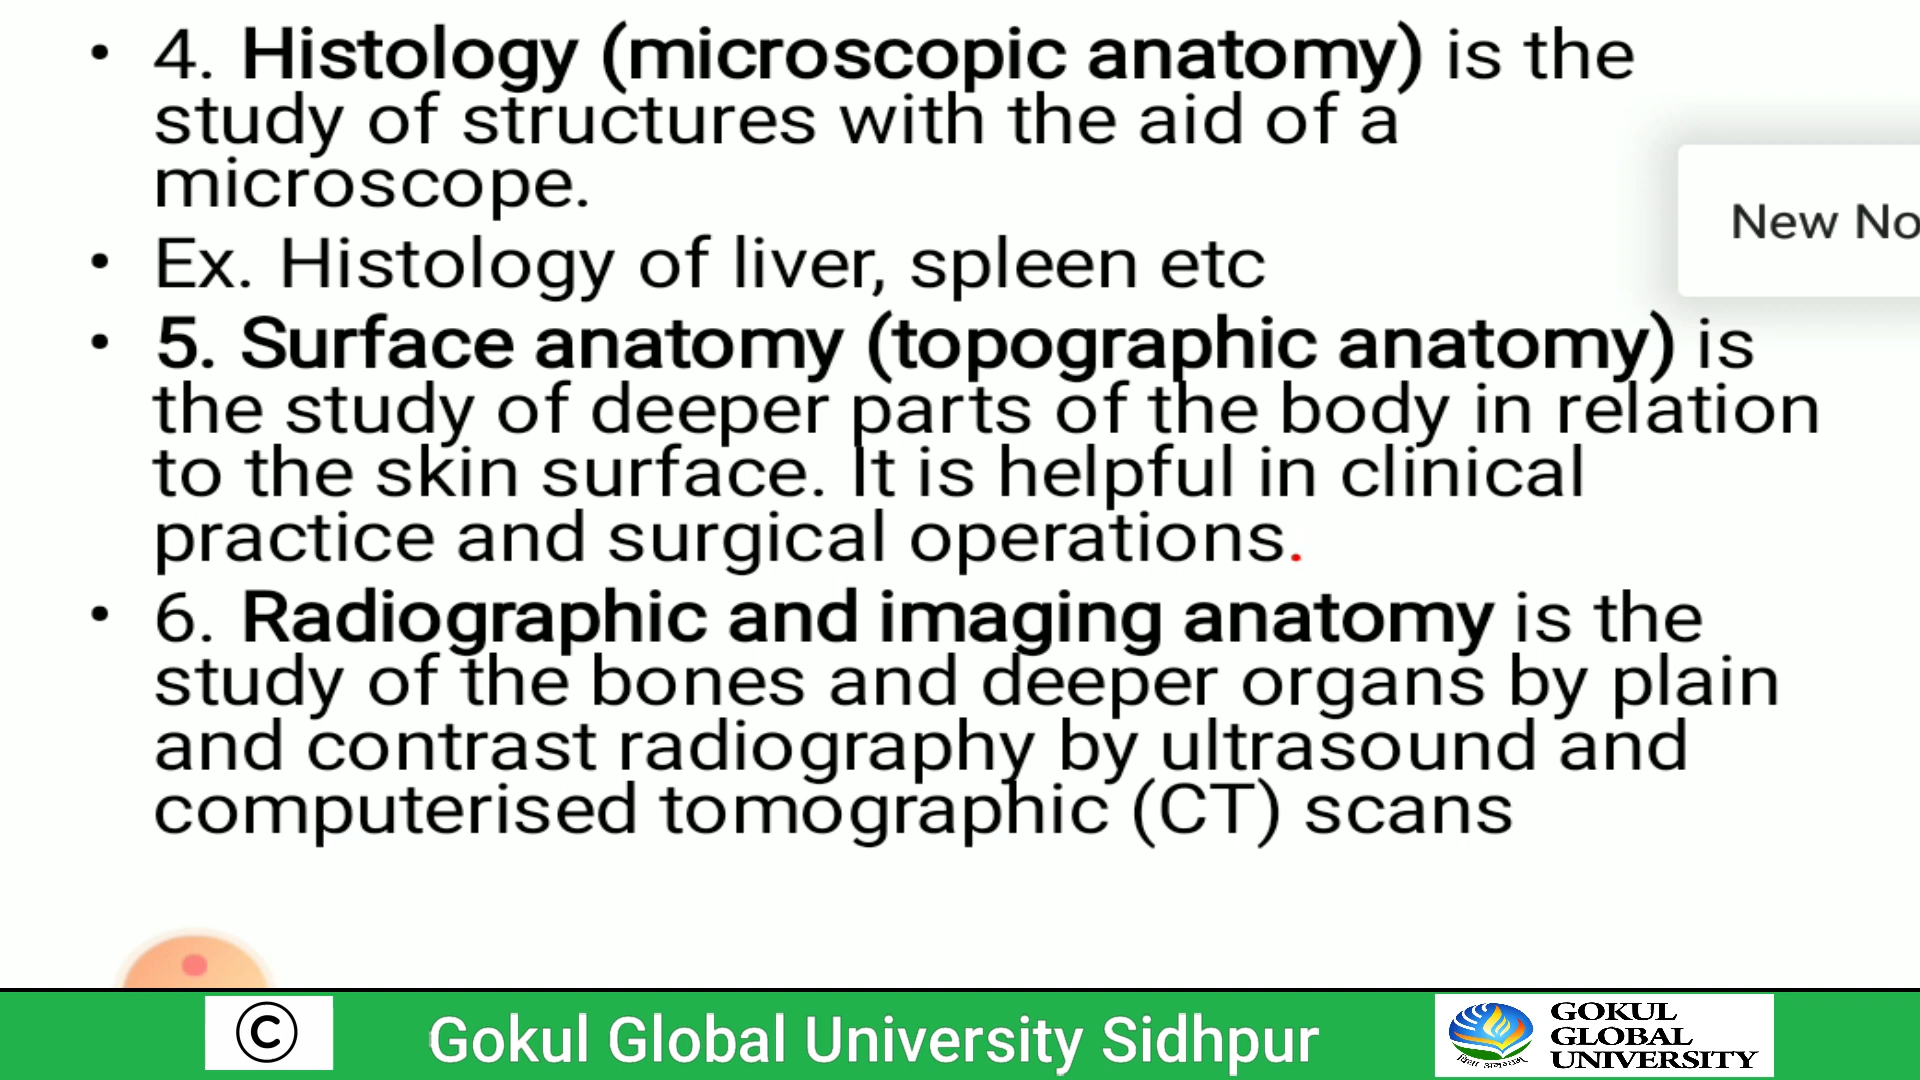 • 4. Histology (microscopic anatomy) is the
study of structures with the aid of a
microscope.
• Ex. Histology of liver, spleen etc
• 5. Surface anatomy (topographic anatomy) is
the study of deeper parts of the body in relation
to the skin surface. It is helpful in clinical
practice and surgical operations.
• 6. Radiographic and imaging anatomy is the
study of the bones and deeper organs by plain
and contrast radiography by ultrasound and
computerised tomographic (CT) scans
New No
©
Gokul Global University Sidhpur
GOKUL
GLOBAL
UNIVERSITY